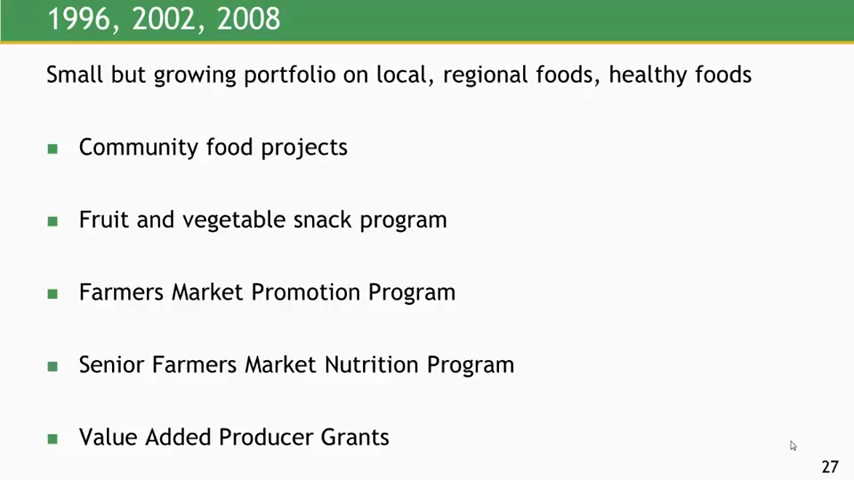 1996, 2002, 2008
Small but growing portfolio on local, regional foods, healthy foods
Community food projects
Fruit and vegetable snack program
Farmers Market Promotion Program
Senior Farmers Market Nutrition Program
Value Added Producer Grants
27